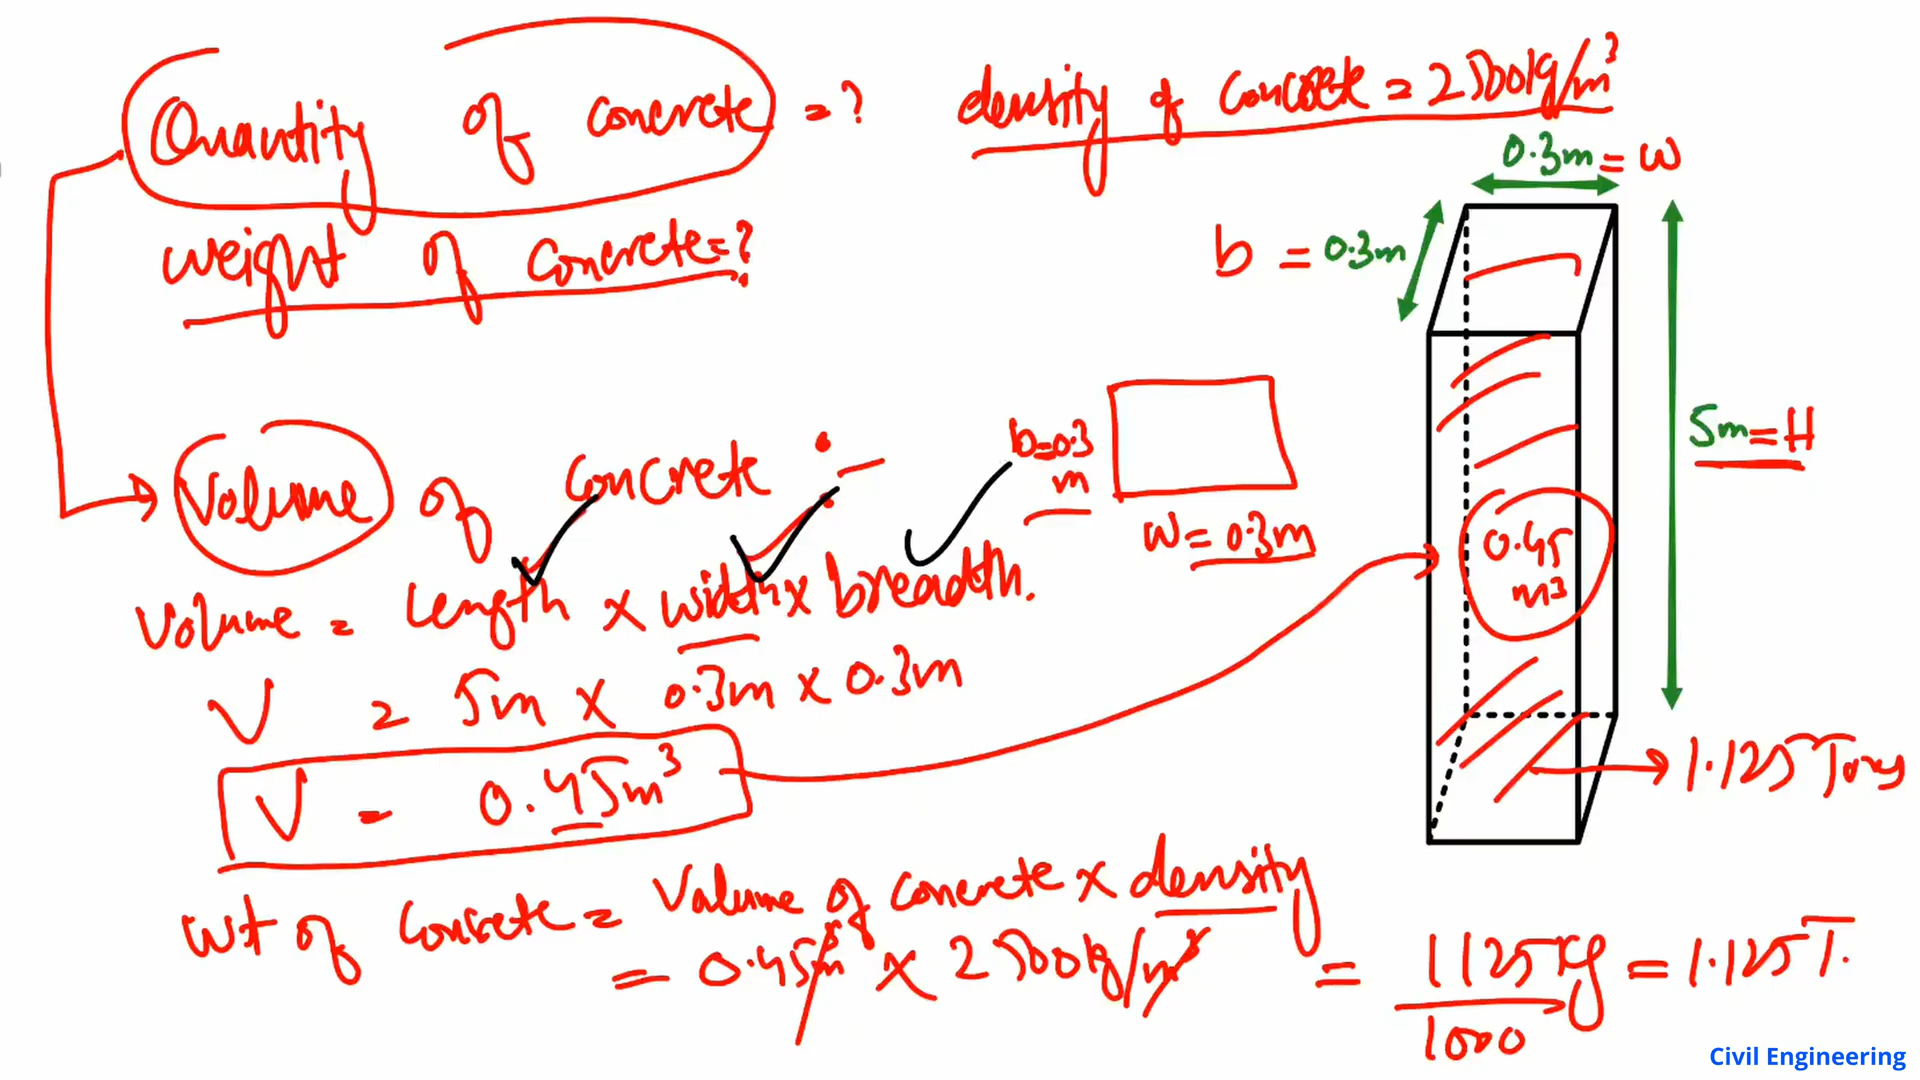 Quantity of concrete = ?
density of concrete = 2500kg/m³
weight of Concrete=?
0.3m = W
b = 0.3m
5m = H
Volume of Concrete :-
b=0.3
m
W = 0.3m
0.45
m³
Volume = Length x width x breadth.
V = 5m x 0.3m x 0.3m
V = 0.45m³
1.125 Tons
wt of Concrete = Volume of concrete x density
= 0.45m³ x 2500kg/m³ = 1125Kg = 1.125T.
1000
Civil Engineering